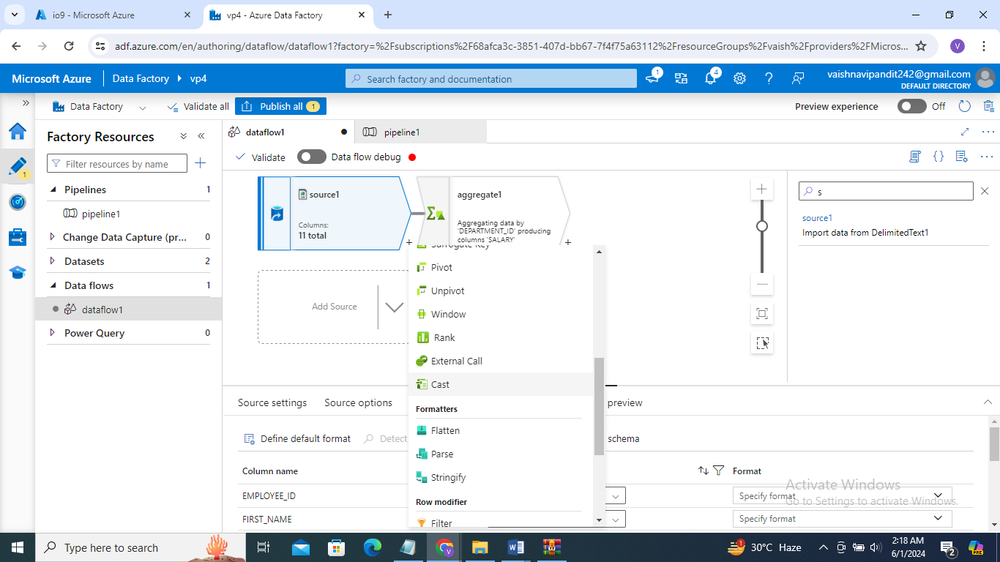 io9 - Microsoft Azure
vp4 - Azure Data Factory
adf.azure.com/en/authoring/dataflow/dataflow1?factory=%2Fsubscriptions%2F68afca3c-3851-407d-bb67-7f4f75a63112%2FresourceGroups%2Fvaish%2Fproviders%2FMicros...
V
Microsoft Azure
Data Factory
vp4
Search factory and documentation
1
4
vaishnavipandit242@gmail.com
DEFAULT DIRECTORY
Data Factory
Validate all
Publish all
1
Preview experience
Off
1
Factory Resources
Filter resources by name
Pipelines
1
pipeline1
Change Data Capture (pr...
0
Datasets
2
Data flows
1
dataflow1
Power Query
0
dataflow1
pipeline1
Validate
Data flow debug
source1
Columns:
11 total
aggregate1
Aggregating data by
'DEPARTMENT_ID' producing
columns 'SALARY'
Add Source
s
source1
Import data from DelimitedText1
Surrogate Key
Pivot
Unpivot
Window
Rank
External Call
Cast
Formatters
Flatten
Parse
Stringify
Row modifier
Filter
Source settings
Source options
preview
Define default format
Detect
schema
Column name
Format
EMPLOYEE_ID
Specify format
FIRST_NAME
Specify format
Activate Windows
Go to Settings to activate Windows.
Type here to search
1
30°C Haze
2:18 AM
6/1/2024
2
PRE